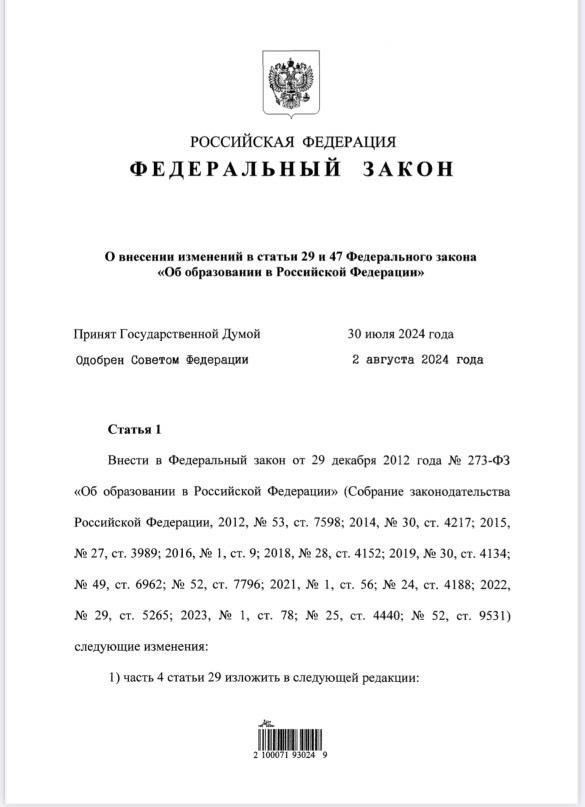 РОССИЙСКАЯ ФЕДЕРАЦИЯ
ФЕДЕРАЛЬНЫЙ ЗАКОН
О внесении изменений в статьи 29 и 47 Федерального закона
«Об образовании в Российской Федерации»
Принят Государственной Думой 30 июля 2024 года
Одобрен Советом Федерации 2 августа 2024 года
Статья 1
Внести в Федеральный закон от 29 декабря 2012 года № 273-ФЗ
«Об образовании в Российской Федерации» (Собрание законодательства
Российской Федерации, 2012, № 53, ст. 7598; 2014, № 30, ст. 4217; 2015,
№ 27, ст. 3989; 2016, № 1, ст. 9; 2018, № 28, ст. 4152; 2019, № 30, ст. 4134;
№ 49, ст. 6962; № 52, ст. 7796; 2021, № 1, ст. 56; № 24, ст. 4188; 2022,
№ 29, ст. 5265; 2023, № 1, ст. 78; № 25, ст. 4440; № 52, ст. 9531)
следующие изменения:
1) часть 4 статьи 29 изложить в следующей редакции:
2 100071 93024 9